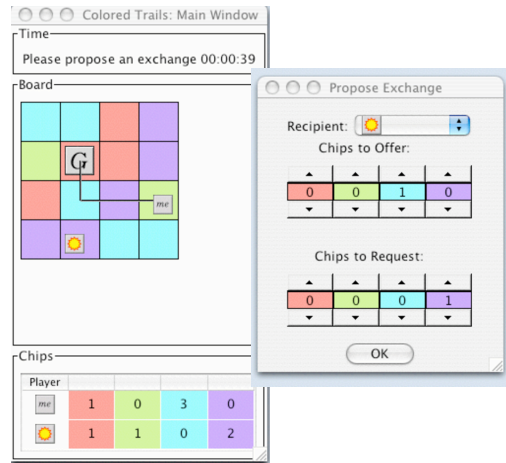 Colored Trails: Main Window
Time
Please propose an exchange 00:00:39
Board
G
me
Chips
Player
me 1 0 3 0
1 1 0 2
Propose Exchange
Recipient:
Chips to Offer:
0 0 1 0
Chips to Request:
0 0 0 1
OK